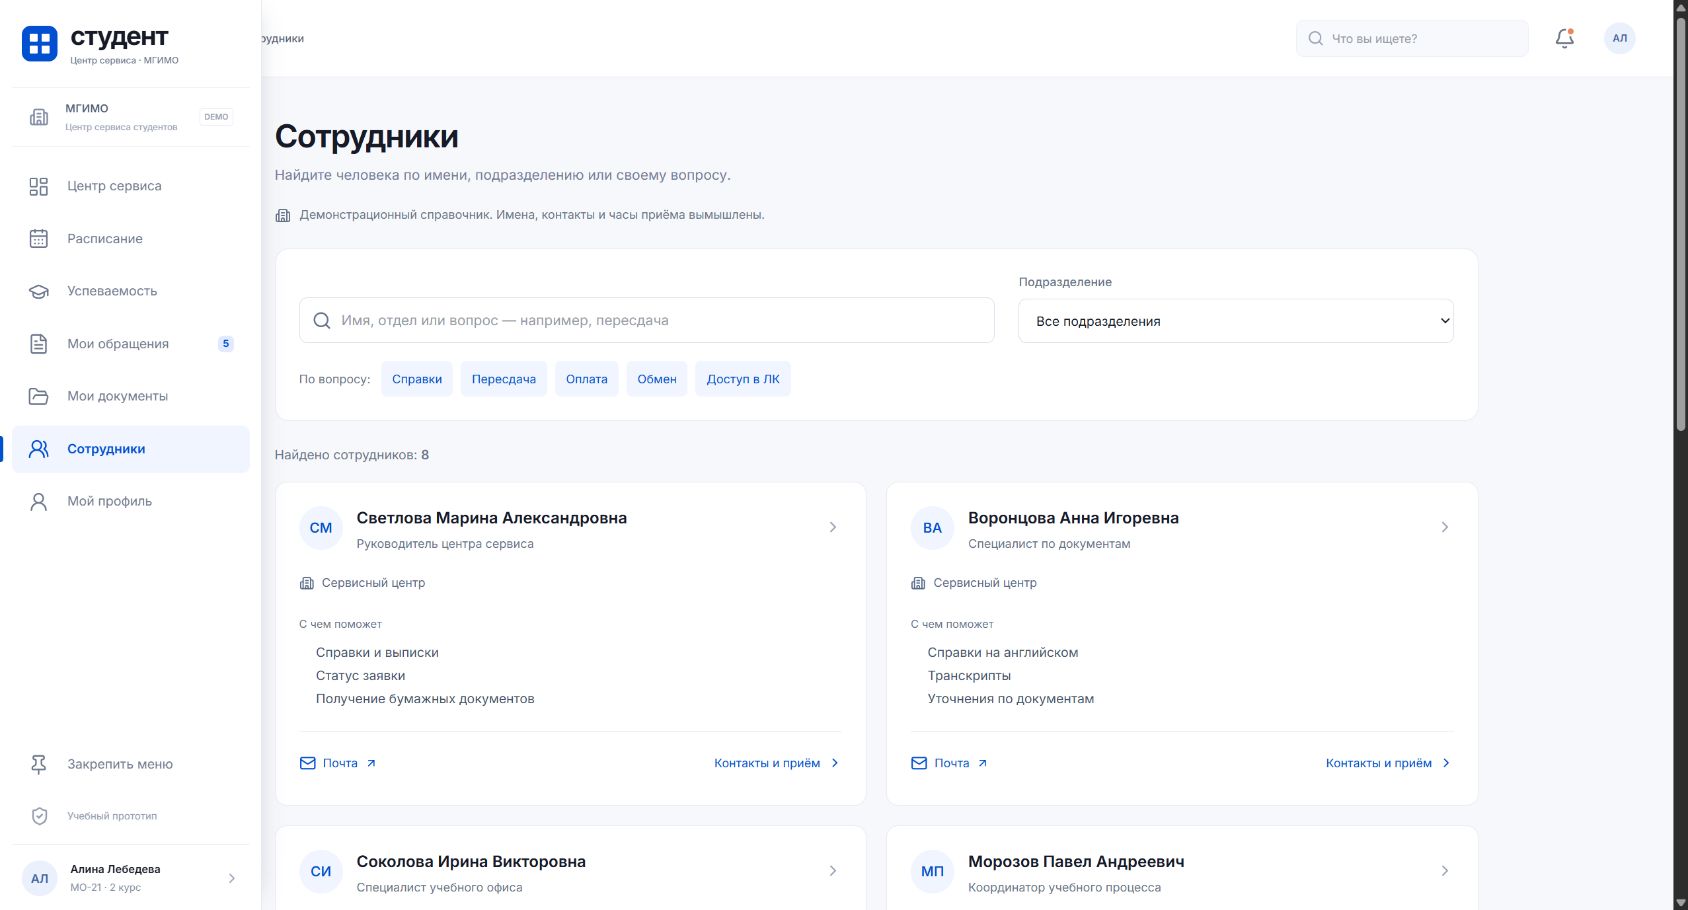 студент
Центр сервиса · МГИМО
МГИМО
Центр сервиса студентов
DEMO
Центр сервиса
Расписание
Успеваемость
Мои обращения
5
Мои документы
Сотрудники
Мой профиль
Закрепить меню
Учебный прототип
АЛ
Алина Лебедева
МО-21 · 2 курс
рудники
Что вы ищете?
АЛ
Сотрудники
Найдите человека по имени, подразделению или своему вопросу.
Демонстрационный справочник. Имена, контакты и часы приёма вымышлены.
Имя, отдел или вопрос — например, пересдача
Подразделение
Все подразделения
По вопросу:
Справки
Пересдача
Оплата
Обмен
Доступ в ЛК
Найдено сотрудников: 8
СМ
Светлова Марина Александровна
Руководитель центра сервиса
Сервисный центр
С чем поможет
Справки и выписки
Статус заявки
Получение бумажных документов
Почта
Контакты и приём
ВА
Воронцова Анна Игоревна
Специалист по документам
Сервисный центр
С чем поможет
Справки на английском
Транскрипты
Уточнения по документам
Почта
Контакты и приём
СИ
Соколова Ирина Викторовна
Специалист учебного офиса
МП
Морозов Павел Андреевич
Координатор учебного процесса